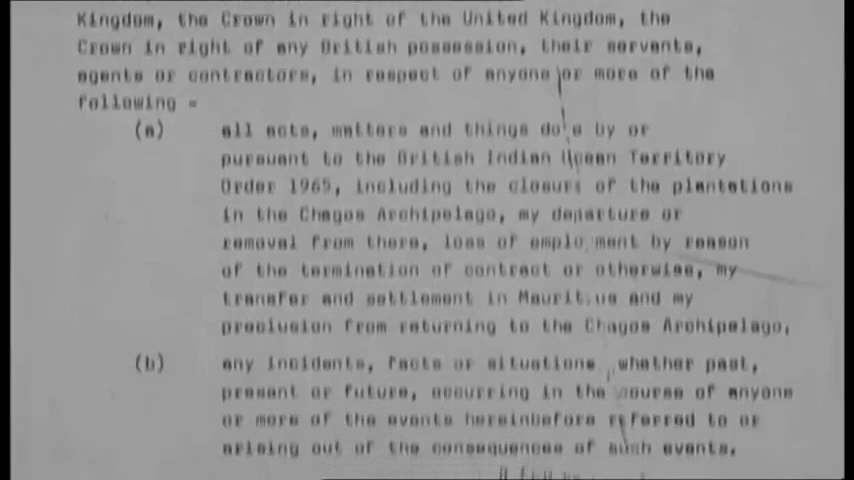 Kingdom, the Crown in right of the United Kingdom, the
Crown in right of any British possession, their servants,
agents or contractors, in respect of anyone or more of the
following -
(a) all acts, matters and things done by or
pursuant to the British Indian Ocean Territory
Order 1965, including the closure of the plantations
in the Chagos Archipelago, my departure or
removal from there, loss of employment by reason
of the termination of contract or otherwise, my
transfer and settlement in Mauritius and my
preclusion from returning to the Chagos Archipelago,
(b) any incidents, facts or situations, whether past,
present or future, occurring in the course of anyone
or more of the events hereinbefore referred to or
arising out of the consequences of such events.